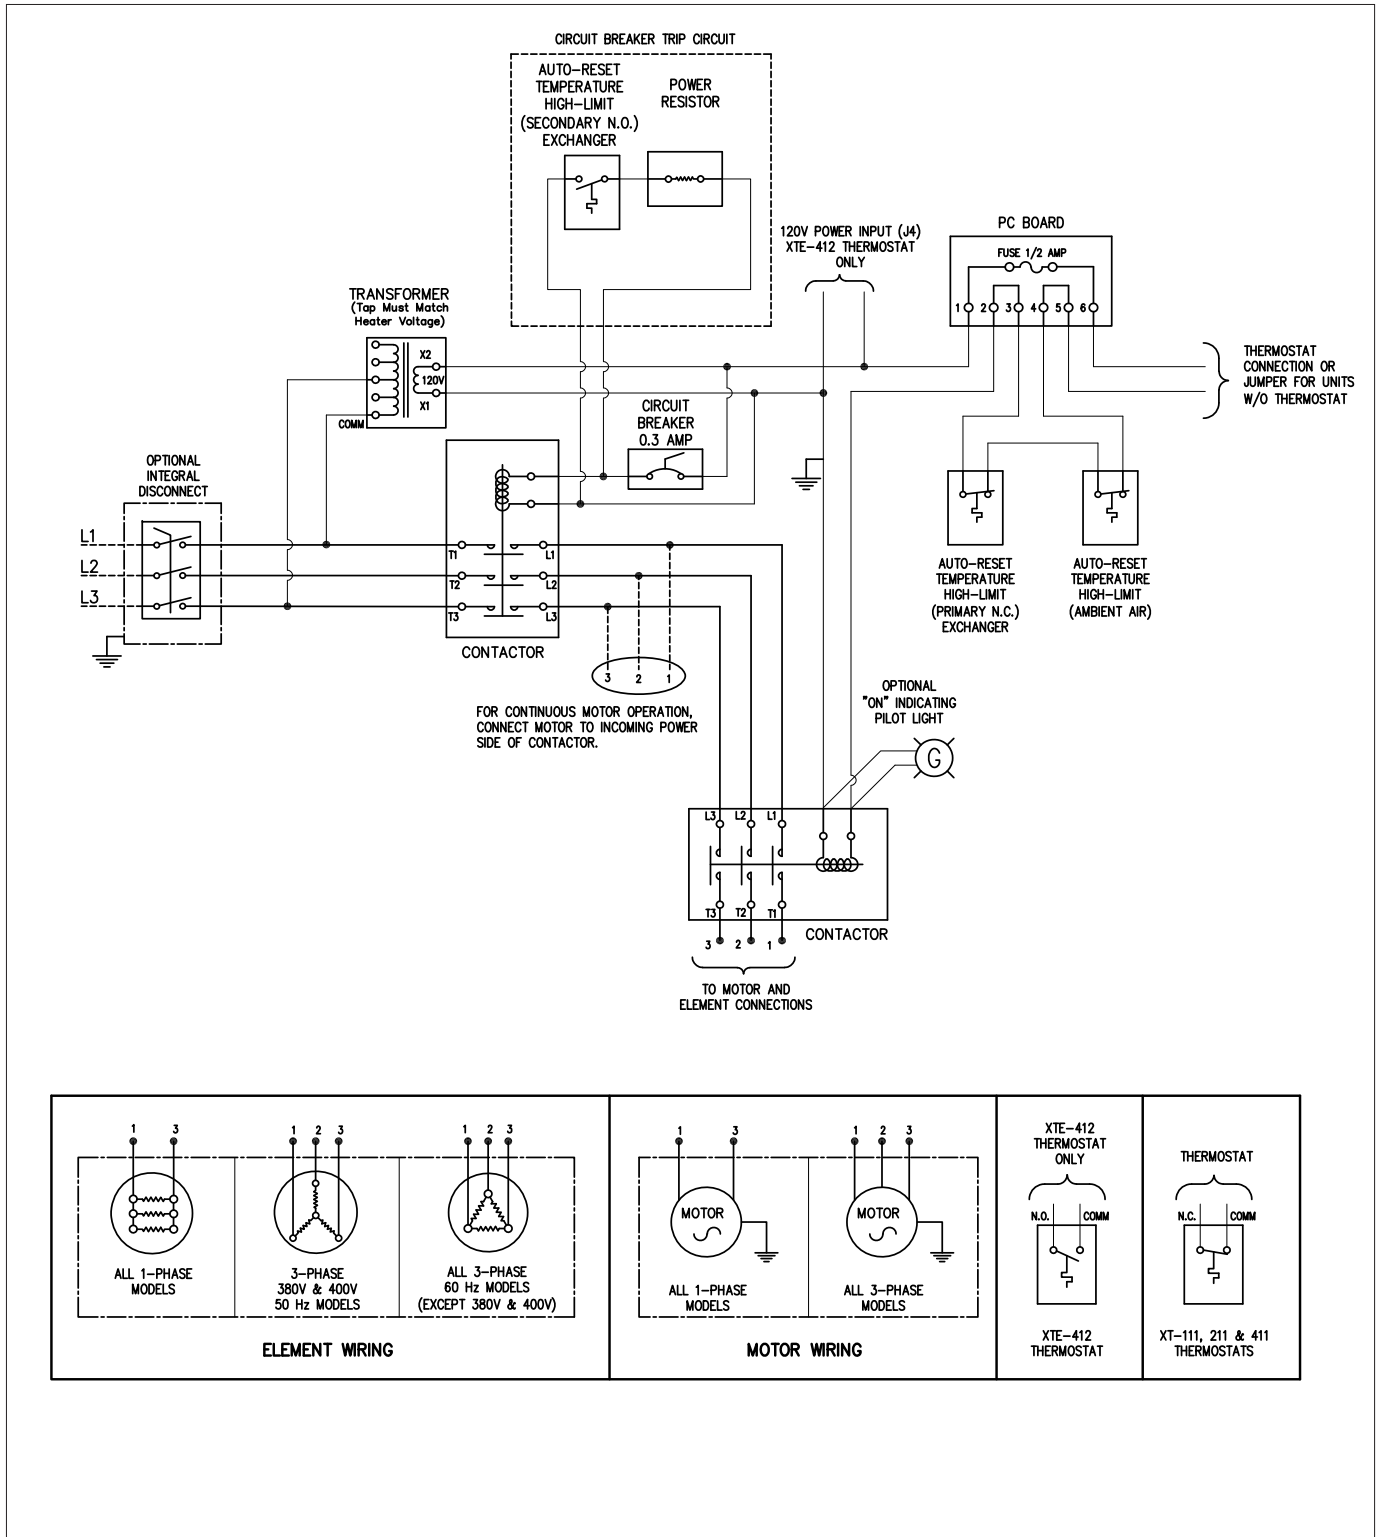 CIRCUIT BREAKER TRIP CIRCUIT
AUTO-RESET
TEMPERATURE
HIGH-LIMIT
(SECONDARY N.O.)
EXCHANGER
POWER
RESISTOR
120V POWER INPUT (J4)
XTE-412 THERMOSTAT
ONLY
PC BOARD
FUSE 1/2 AMP
1 2 3 4 5 6
TRANSFORMER
(Tap Must Match
Heater Voltage)
X2
120V
X1
COMM
THERMOSTAT
CONNECTION OR
JUMPER FOR UNITS
W/O THERMOSTAT
CIRCUIT
BREAKER
0.3 AMP
OPTIONAL
INTEGRAL
DISCONNECT
L1
L2
L3
T1 L1
T2 L2
T3 L3
CONTACTOR
3 2 1
FOR CONTINUOUS MOTOR OPERATION,
CONNECT MOTOR TO INCOMING POWER
SIDE OF CONTACTOR.
AUTO-RESET
TEMPERATURE
HIGH-LIMIT
(PRIMARY N.C.)
EXCHANGER
AUTO-RESET
TEMPERATURE
HIGH-LIMIT
(AMBIENT AIR)
OPTIONAL
"ON" INDICATING
PILOT LIGHT
G
L3 L2 L1
T3 T2 T1
3 2 1
CONTACTOR
TO MOTOR AND
ELEMENT CONNECTIONS
1 3
ALL 1-PHASE
MODELS
1 2 3
3-PHASE
380V & 400V
50 Hz MODELS
1 2 3
ALL 3-PHASE
60 Hz MODELS
(EXCEPT 380V & 400V)
ELEMENT WIRING
1 3
MOTOR
ALL 1-PHASE
MODELS
1 2 3
MOTOR
ALL 3-PHASE
MODELS
MOTOR WIRING
XTE-412
THERMOSTAT
ONLY
N.O. COMM
XTE-412
THERMOSTAT
THERMOSTAT
N.C. COMM
XT-111, 211 & 411
THERMOSTATS